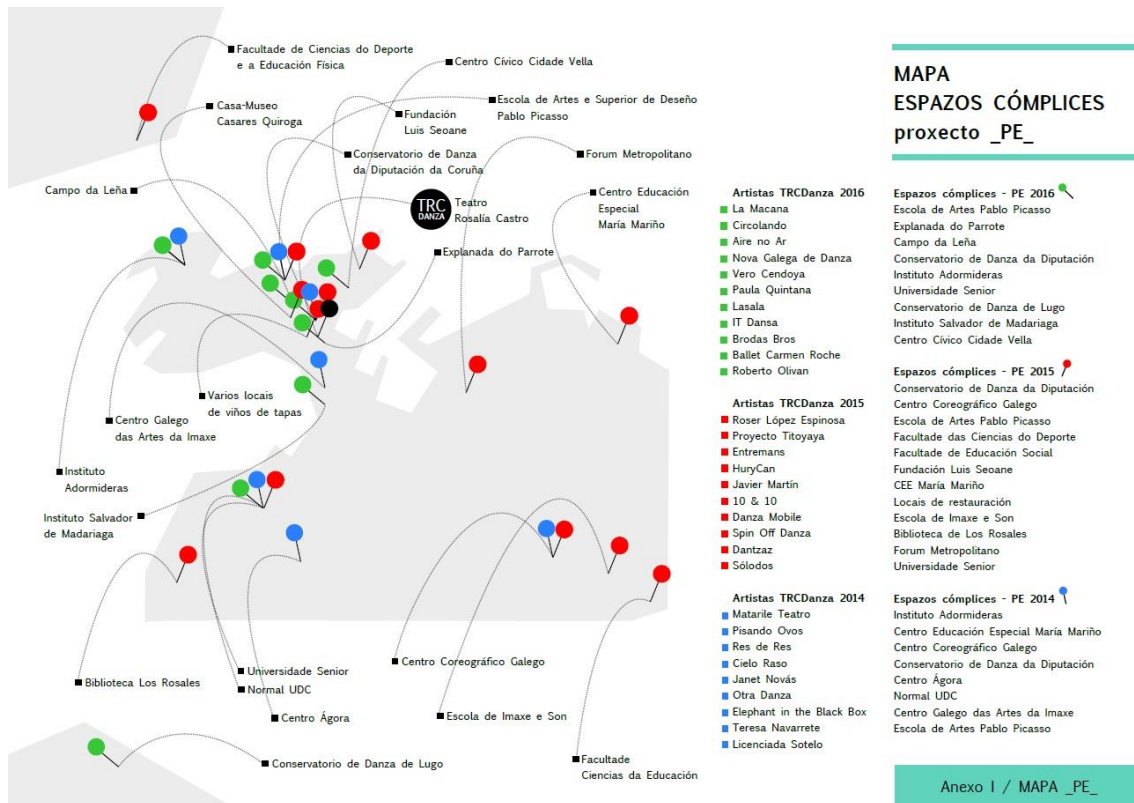 Facultade de Ciencias do Deporte
e a Educación Física
Centro Cívico Cidade Vella
Casa-Museo
Casares Quiroga
Escola de Artes e Superior de Deseño
Pablo Picasso
Fundación
Luis Seoane
Conservatorio de Danza
da Diputación da Coruña
Forum Metropolitano
Campo da Leña
TRC
DANZA
Teatro
Rosalía Castro
Centro Educación
Especial
María Mariño
Explanada do Parrote
Varios locais
de viños de tapas
Centro Galego
das Artes da Imaxe
Instituto
Adormideras
Instituto Salvador
de Madariaga
Biblioteca Los Rosales
Universidade Senior
Normal UDC
Centro Ágora
Centro Coreográfico Galego
Escola de Imaxe e Son
Conservatorio de Danza de Lugo
Facultade
Ciencias da Educación
MAPA
ESPAZOS CÓMPLICES
proxecto _PE_
Artistas TRCDanza 2016
La Macana
Circolando
Aire no Ar
Nova Galega de Danza
Vero Cendoya
Paula Quintana
Lasala
IT Dansa
Brodas Bros
Ballet Carmen Roche
Roberto Olivan
Artistas TRCDanza 2015
Roser López Espinosa
Proyecto Titoyaya
Entremans
HuryCan
Javier Martín
10 & 10
Danza Mobile
Spin Off Danza
Dantzaz
Sólodos
Artistas TRCDanza 2014
Matarile Teatro
Pisando Ovos
Res de Res
Cielo Raso
Janet Novás
Otra Danza
Elephant in the Black Box
Teresa Navarrete
Licenciada Sotelo
Espazos cómplices - PE 2016
Escola de Artes Pablo Picasso
Explanada do Parrote
Campo da Leña
Conservatorio de Danza da Diputación
Instituto Adormideras
Universidade Senior
Conservatorio de Danza de Lugo
Instituto Salvador de Madariaga
Centro Cívico Cidade Vella
Espazos cómplices - PE 2015
Conservatorio de Danza da Diputación
Centro Coreográfico Galego
Escola de Artes Pablo Picasso
Facultade das Ciencias do Deporte
Facultade de Educación Social
Fundación Luis Seoane
CEE María Mariño
Locais de restauración
Escola de Imaxe e Son
Biblioteca de Los Rosales
Forum Metropolitano
Universidade Senior
Espazos cómplices - PE 2014
Instituto Adormideras
Centro Educación Especial María Mariño
Centro Coreográfico Galego
Conservatorio de Danza da Diputación
Centro Ágora
Normal UDC
Centro Galego das Artes da Imaxe
Escola de Artes Pablo Picasso
Anexo I / MAPA _PE_